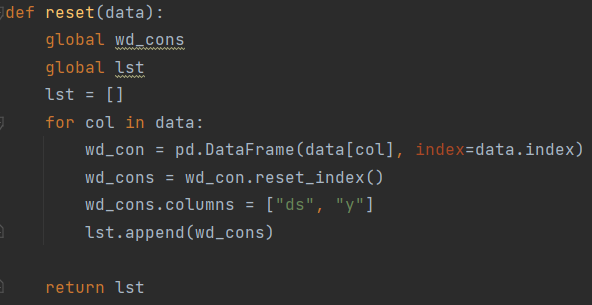 def reset(data):
    global wd_cons
    global lst
    lst = []
    for col in data:
        wd_con = pd.DataFrame(data[col], index=data.index)
        wd_cons = wd_con.reset_index()
        wd_cons.columns = ["ds", "y"]
        lst.append(wd_cons)
    return lst